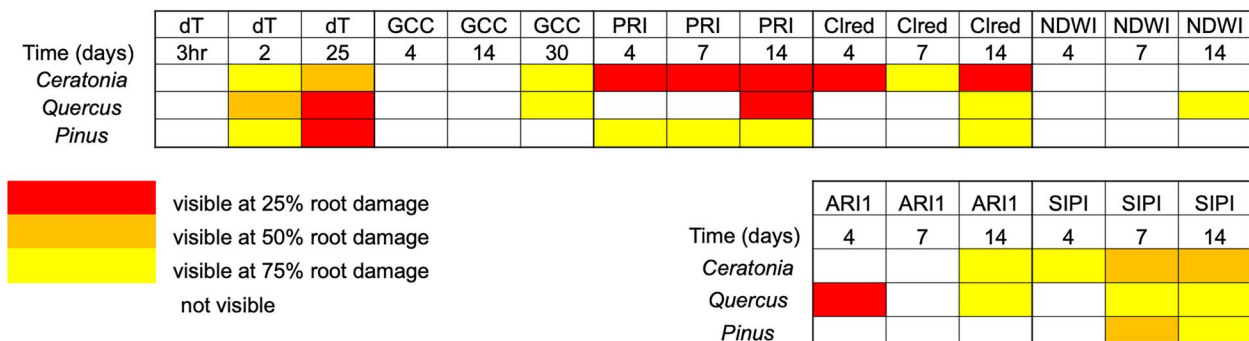 dT dT dT GCC GCC GCC PRI PRI PRI CIred CIred CIred NDWI NDWI NDWI
Time (days) 3hr 2 25 4 14 30 4 7 14 4 7 14 4 7 14
Ceratonia
Quercus
Pinus
visible at 25% root damage
visible at 50% root damage
visible at 75% root damage
not visible
ARI1 ARI1 ARI1 SIPI SIPI SIPI
Time (days) 4 7 14 4 7 14
Ceratonia
Quercus
Pinus